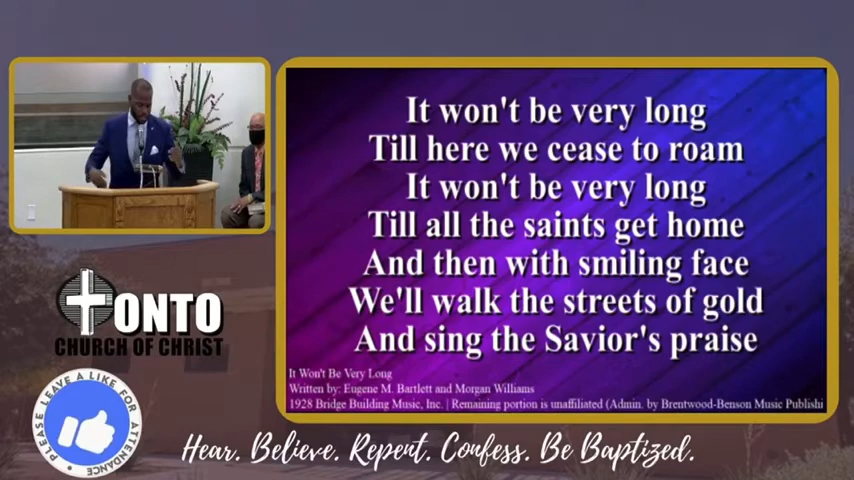 It won't be very long
Till here we cease to roam
It won't be very long
Till all the saints get home
And then with smiling face
We'll walk the streets of gold
And sing the Savior's praise
It Won't Be Very Long
Written by: Eugene M. Bartlett and Morgan Williams
1928 Bridge Building Music, Inc. | Remaining portion is unaffiliated (Admin. by Brentwood-Benson Music Publishi
TONTO
CHURCH OF CHRIST
PLEASE LEAVE A LIKE FOR ATTENDANCE
Hear. Believe. Repent. Confess. Be Baptized.